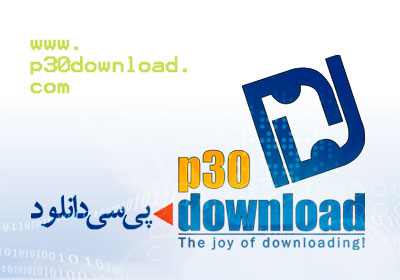 www.
p30download.
com
p30
download
پی‌سی‌دانلود
The joy of downloading!